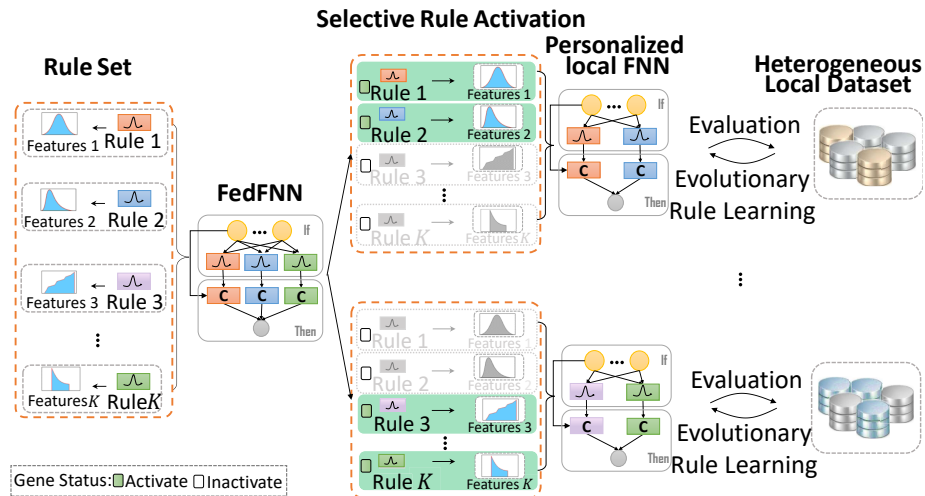 Selective Rule Activation
Rule Set
Features 1
Rule 1
Features 2
Rule 2
Features 3
Rule 3
Features K
Rule K
FedFNN
If
C
C
C
Then
Rule 1
Features 1
Rule 2
Features 2
Rule 3
Features 3
Rule K
Features K
Rule 1
Features 1
Rule 2
Features 2
Rule 3
Features 3
Rule K
Features K
Personalized
local FNN
If
C
C
Then
If
C
C
Then
Evaluation
Evolutionary
Rule Learning
Evaluation
Evolutionary
Rule Learning
Heterogeneous
Local Dataset
Gene Status: Activate Inactivate